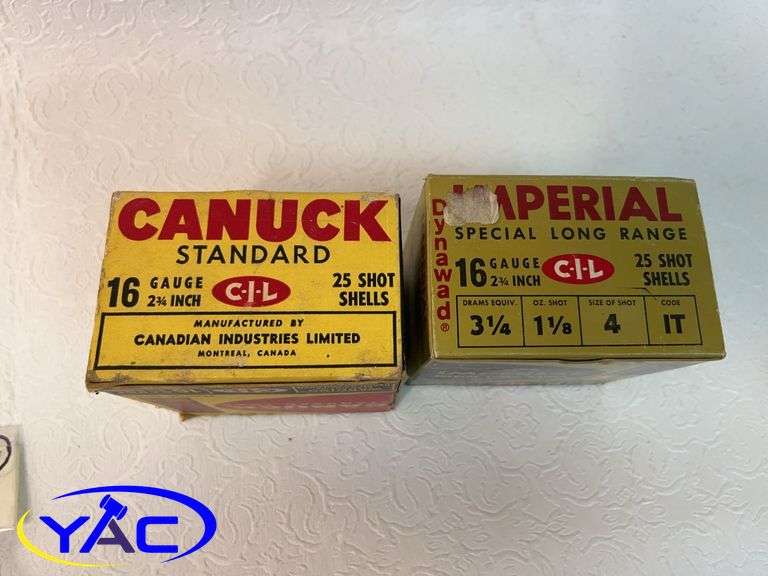 CANUCK
STANDARD
16 GAUGE
2¾ INCH
C-I-L
25 SHOT
SHELLS
MANUFACTURED BY
CANADIAN INDUSTRIES LIMITED
MONTREAL, CANADA
Dynawad®
IMPERIAL
SPECIAL LONG RANGE
16 GAUGE
2¾ INCH
C-I-L
25 SHOT
SHELLS
DRAMS EQUIV. OZ. SHOT SIZE OF SHOT CODE
3¼ 1⅛ 4 IT
YAC